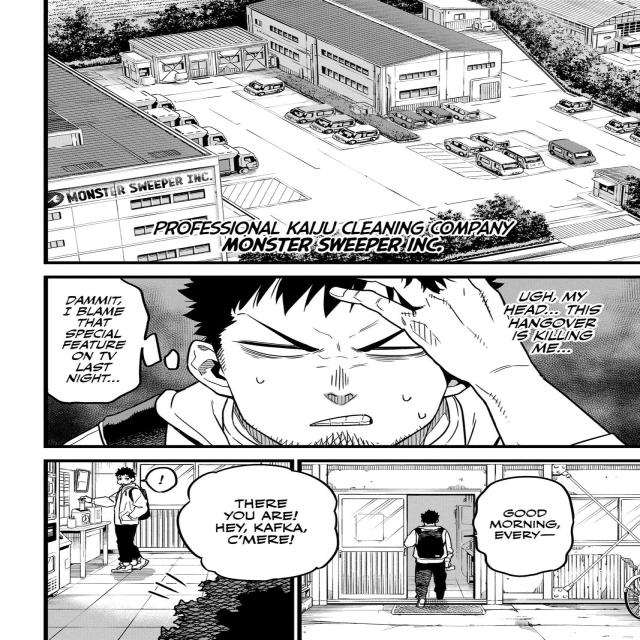 MONSTER SWEEPER INC.
PROFESSIONAL KAIJU CLEANING COMPANY
MONSTER SWEEPER INC.
UGH, MY
HEAD... THIS
HANGOVER
IS KILLING
ME...
DAMMIT,
I BLAME
THAT
SPECIAL
FEATURE
ON TV
LAST
NIGHT...
GOOD
MORNING,
EVERY—
!
THERE
YOU ARE!
HEY, KAFKA,
C'MERE!